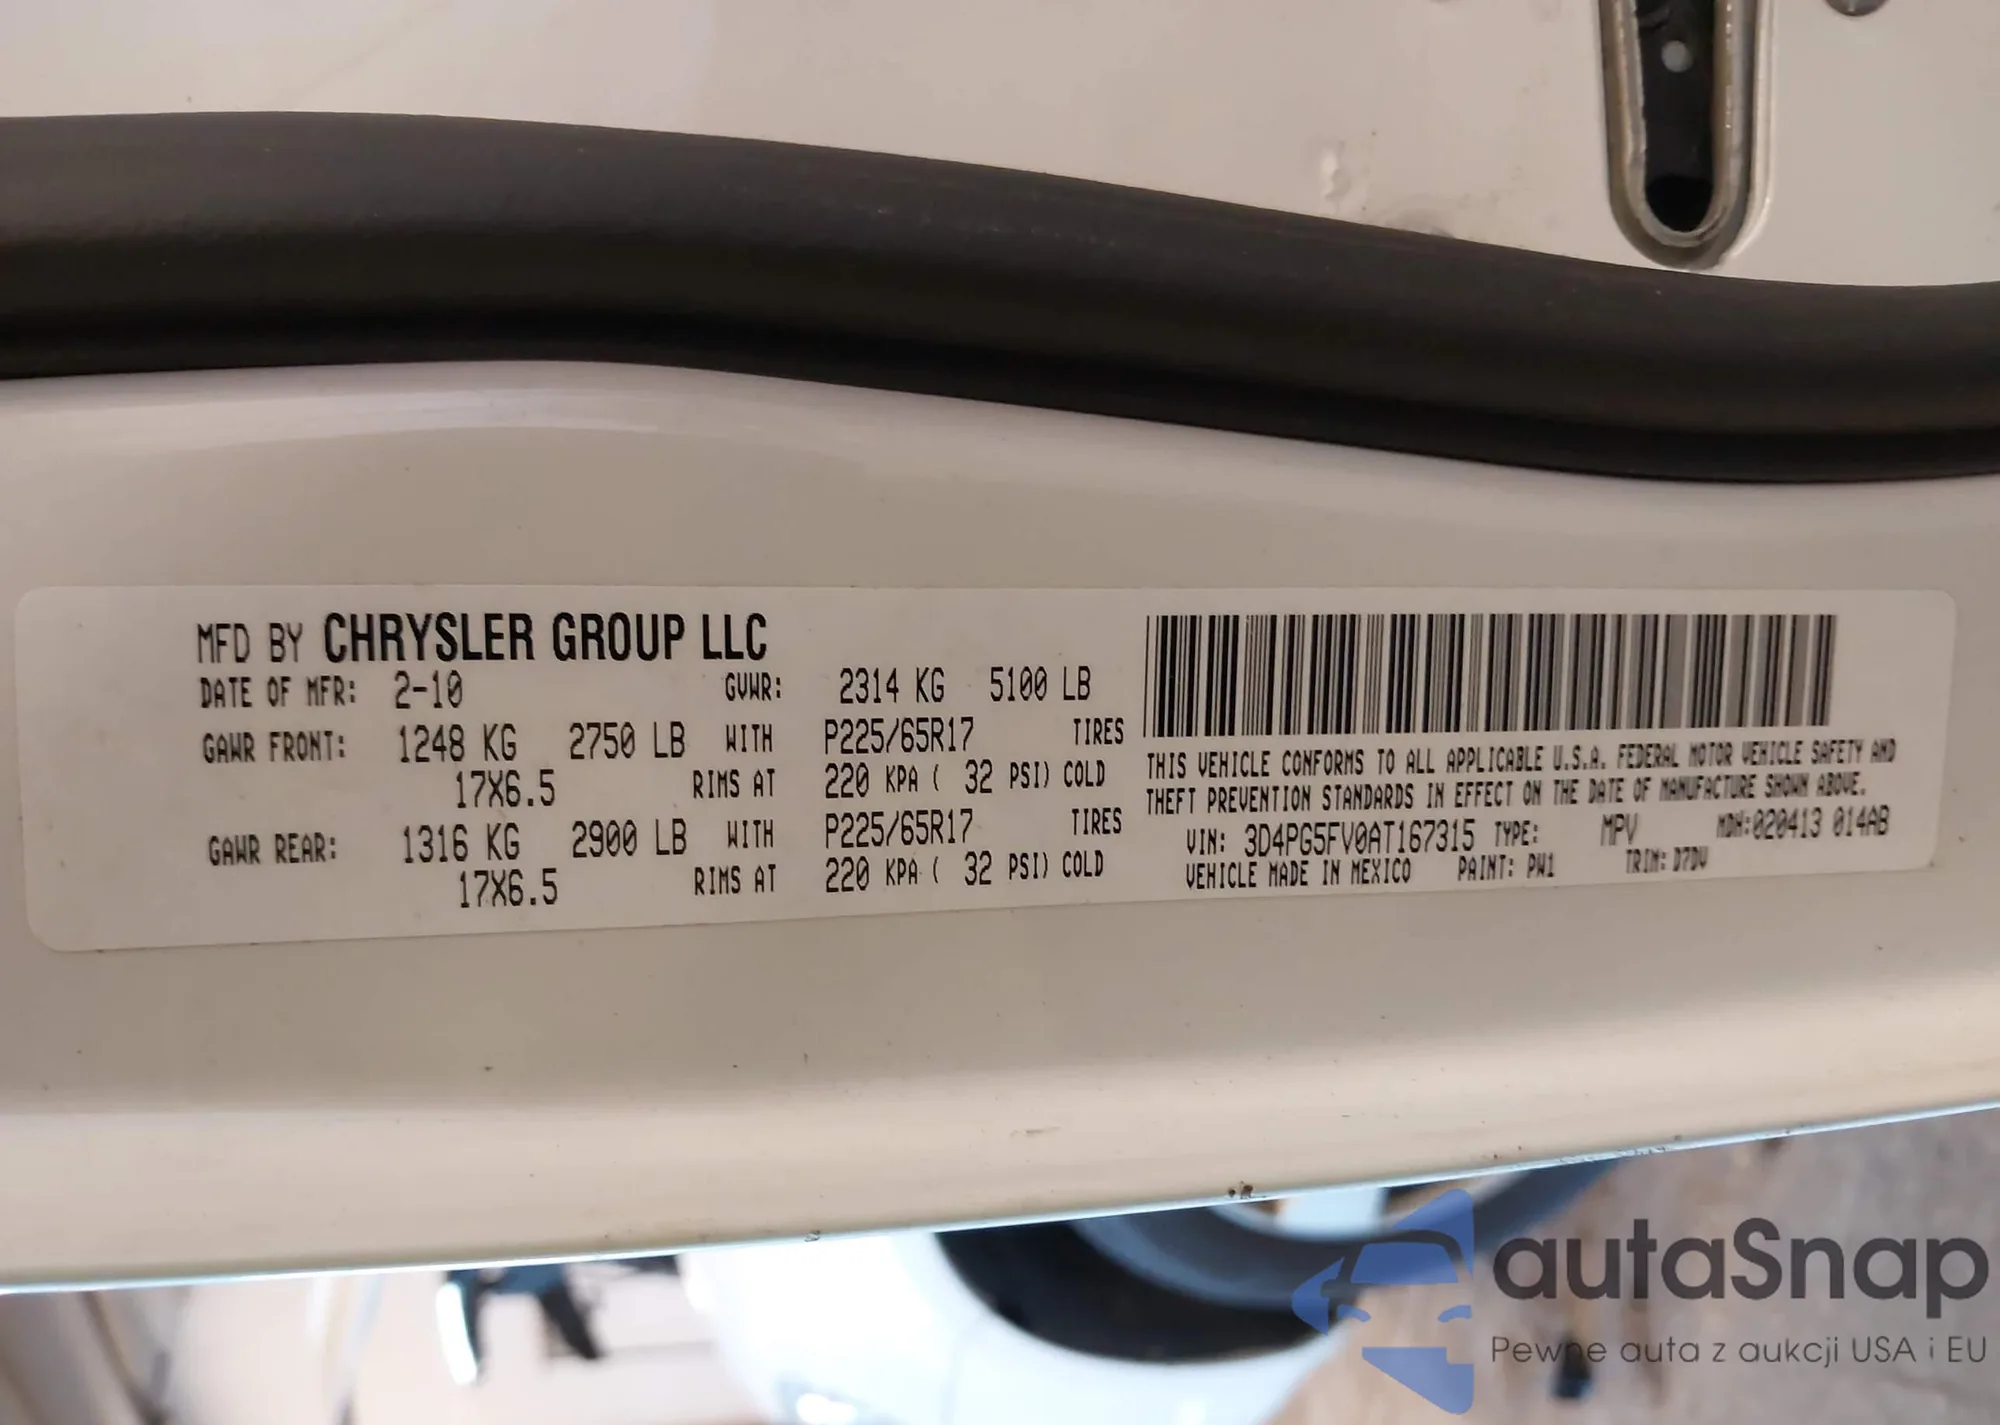 MFD BY CHRYSLER GROUP LLC
DATE OF MFR: 2-10 GVWR: 2314 KG 5100 LB
GAWR FRONT: 1248 KG 2750 LB WITH P225/65R17 TIRES
17X6.5 RIMS AT 220 KPA ( 32 PSI) COLD
GAWR REAR: 1316 KG 2900 LB WITH P225/65R17 TIRES
17X6.5 RIMS AT 220 KPA ( 32 PSI) COLD
THIS VEHICLE CONFORMS TO ALL APPLICABLE U.S.A. FEDERAL MOTOR VEHICLE SAFETY AND
THEFT PREVENTION STANDARDS IN EFFECT ON THE DATE OF MANUFACTURE SHOWN ABOVE.
VIN: 3D4PG5FV0AT167315 TYPE: MPV MDH:020413 014AB
VEHICLE MADE IN MEXICO PAINT: PW1 TRIM: D7DV
autaSnap
Pewne auta z aukcji USA i EU